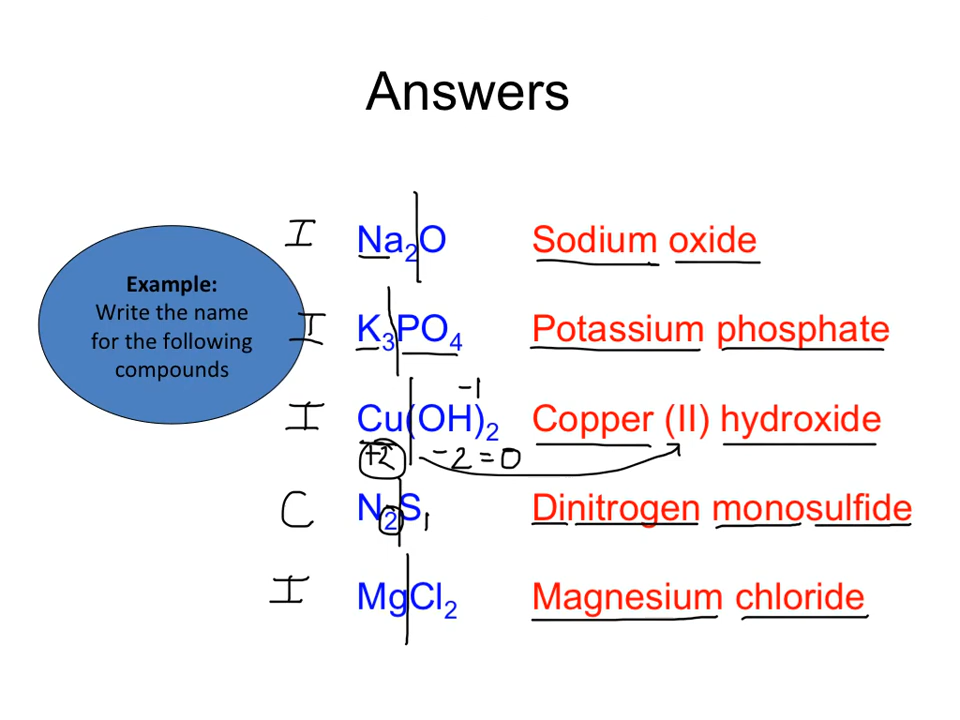 Answers
Example:
Write the name
for the following
compounds
I Na₂O Sodium oxide
I K₃PO₄ Potassium phosphate
-1
I Cu(OH)₂ Copper (II) hydroxide
+2 -2=0
C N₂S₁ Dinitrogen monosulfide
I MgCl₂ Magnesium chloride